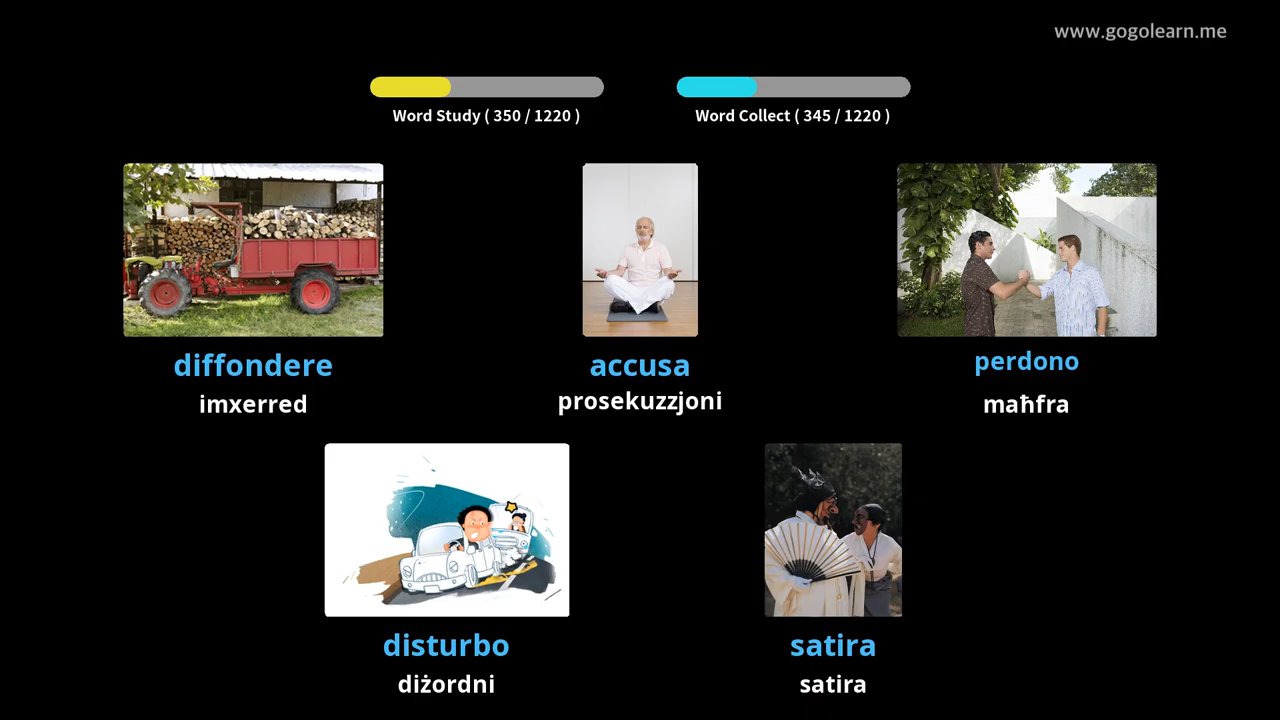 www.gogolearn.me
Word Study ( 350 / 1220 )
Word Collect ( 345 / 1220 )
diffondere
imxerred
accusa
prosekuzzjoni
perdono
maħfra
disturbo
diżordni
satira
satira